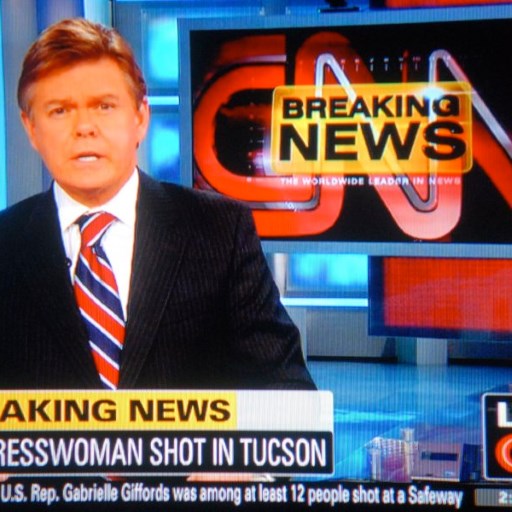 CNN
BREAKING
NEWS
THE WORLDWIDE LEADER IN NEWS
AKING NEWS
RESSWOMAN SHOT IN TUCSON
U.S. Rep. Gabrielle Giffords was among at least 12 people shot at a Safeway